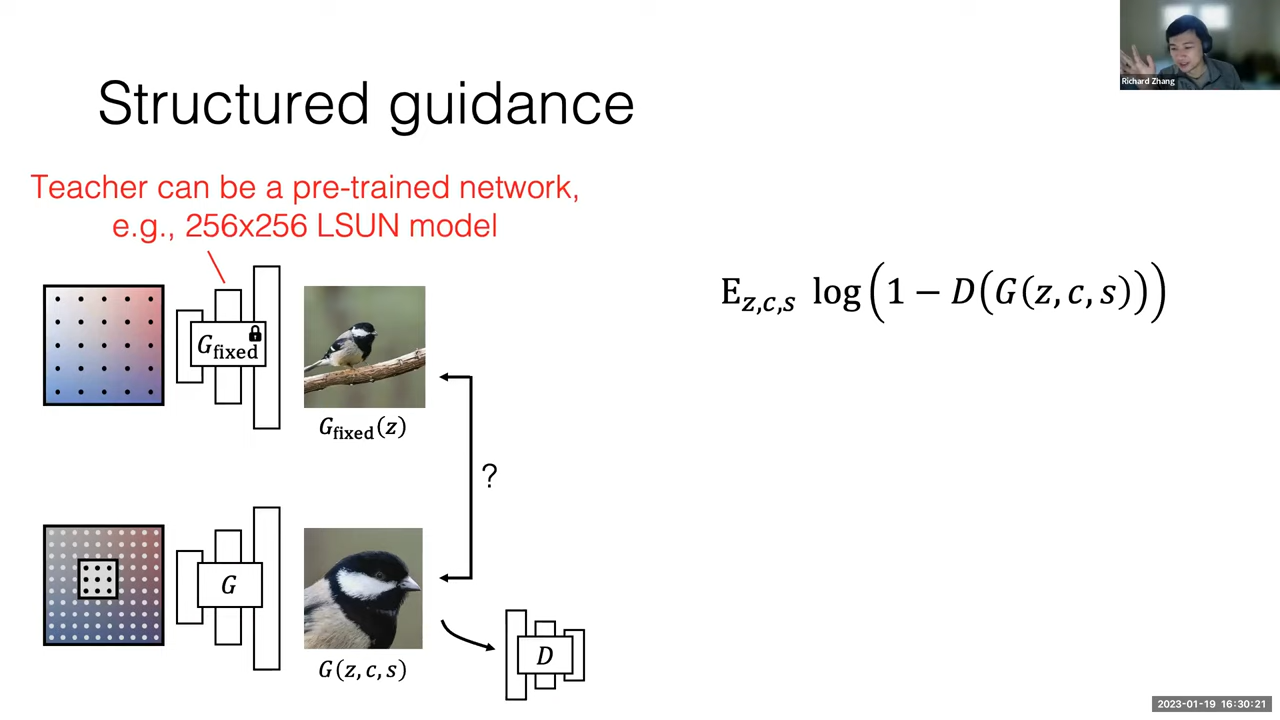 Richard Zhang
Structured guidance
Teacher can be a pre-trained network,
e.g., 256x256 LSUN model
G_fixed
G_fixed(z)
?
G
G(z, c, s)
D
E_{z,c,s} log(1 − D(G(z, c, s)))
2023-01-19 16:30:21